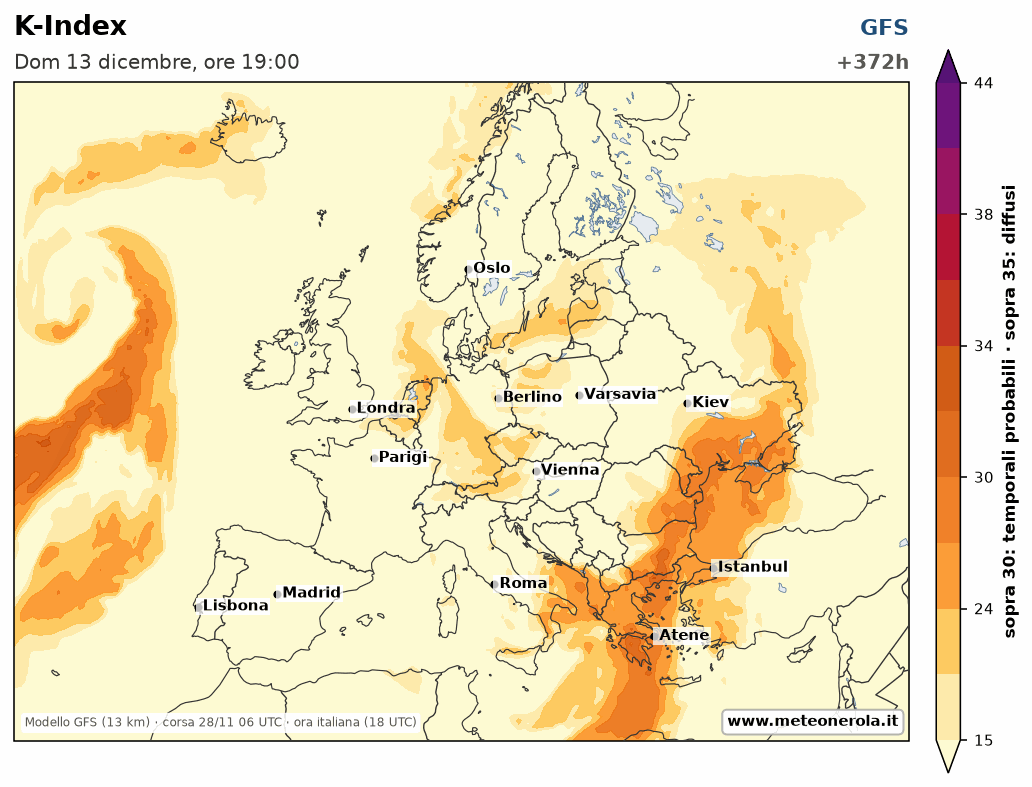 K-Index
GFS
Dom 13 dicembre, ore 19:00
+372h
Oslo
Berlino
Varsavia
Kiev
Londra
Parigi
Vienna
Istanbul
Roma
Madrid
Lisbona
Atene
Modello GFS (13 km) · corsa 28/11 06 UTC · ora italiana (18 UTC)
www.meteonerola.it
44
38
34
30
24
15
sopra 30: temporali probabili · sopra 35: diffusi